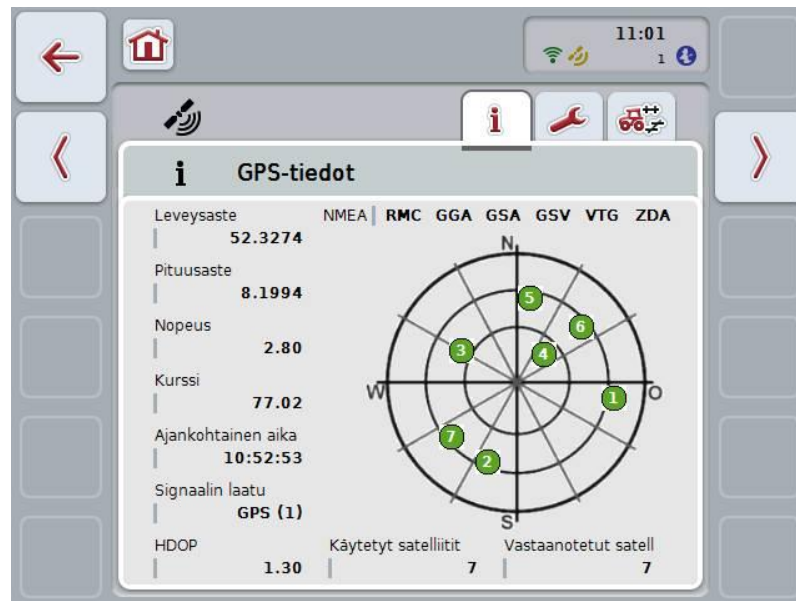 11:01
1
i
i GPS-tiedot
Leveysaste
52.3274
NMEA RMC GGA GSA GSV VTG ZDA
Pituusaste
8.1994
Nopeus
2.80
Kurssi
77.02
Ajankohtainen aika
10:52:53
Signaalin laatu
GPS (1)
HDOP
1.30
Käytetyt satelliitit
7
Vastaanotetut satell
7
N
5
6
3
4
W
O
1
7
2
S